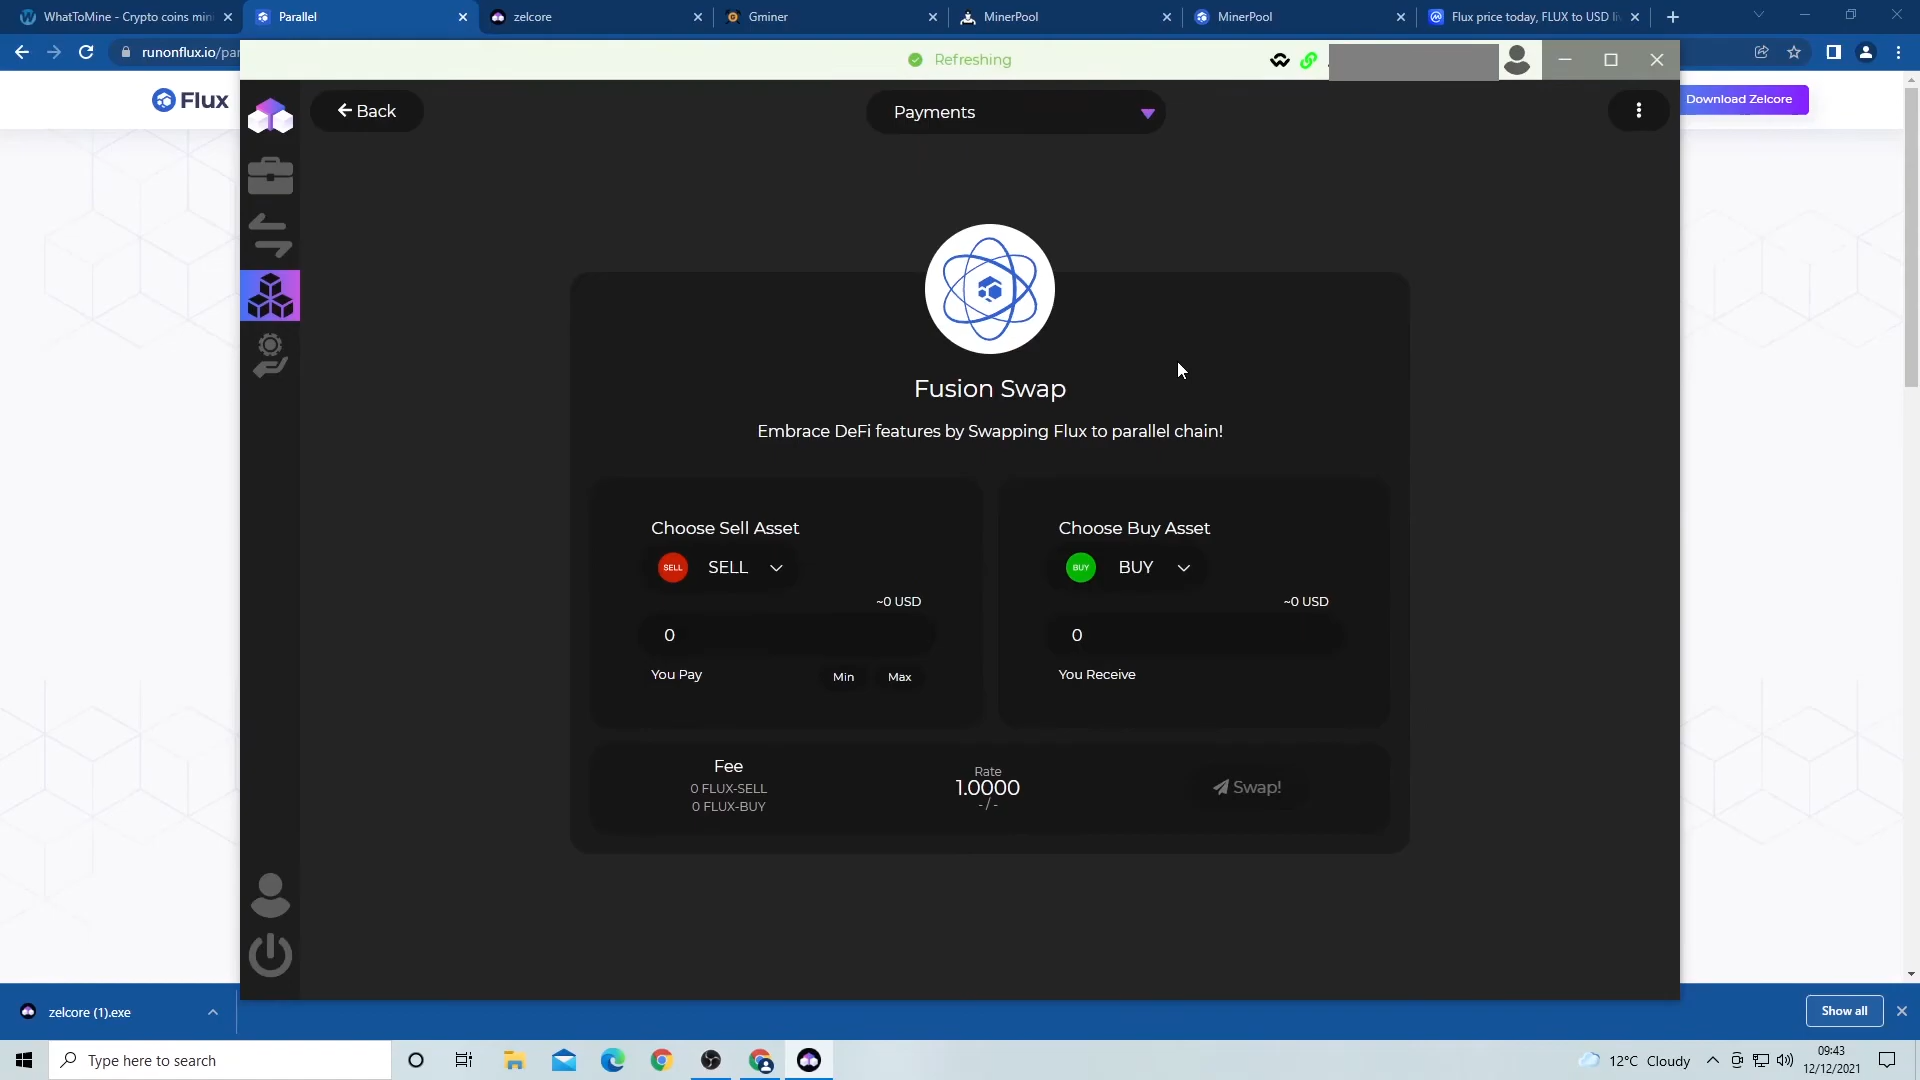 WhatToMine - Crypto coins mini
Parallel
zelcore
Gminer
MinerPool
MinerPool
Flux price today, FLUX to USD li
runonflux.io/par
Refreshing
Flux
Back
Payments
Download Zelcore
Fusion Swap
Embrace DeFi features by Swapping Flux to parallel chain!
Choose Sell Asset
Choose Buy Asset
SELL
SELL
BUY
BUY
~0 USD
~0 USD
0
0
You Pay
Min
Max
You Receive
Fee
0 FLUX-SELL
0 FLUX-BUY
Rate
1.0000
- / -
Swap!
zelcore (1).exe
Show all
Type here to search
12°C Cloudy
09:43
12/12/2021